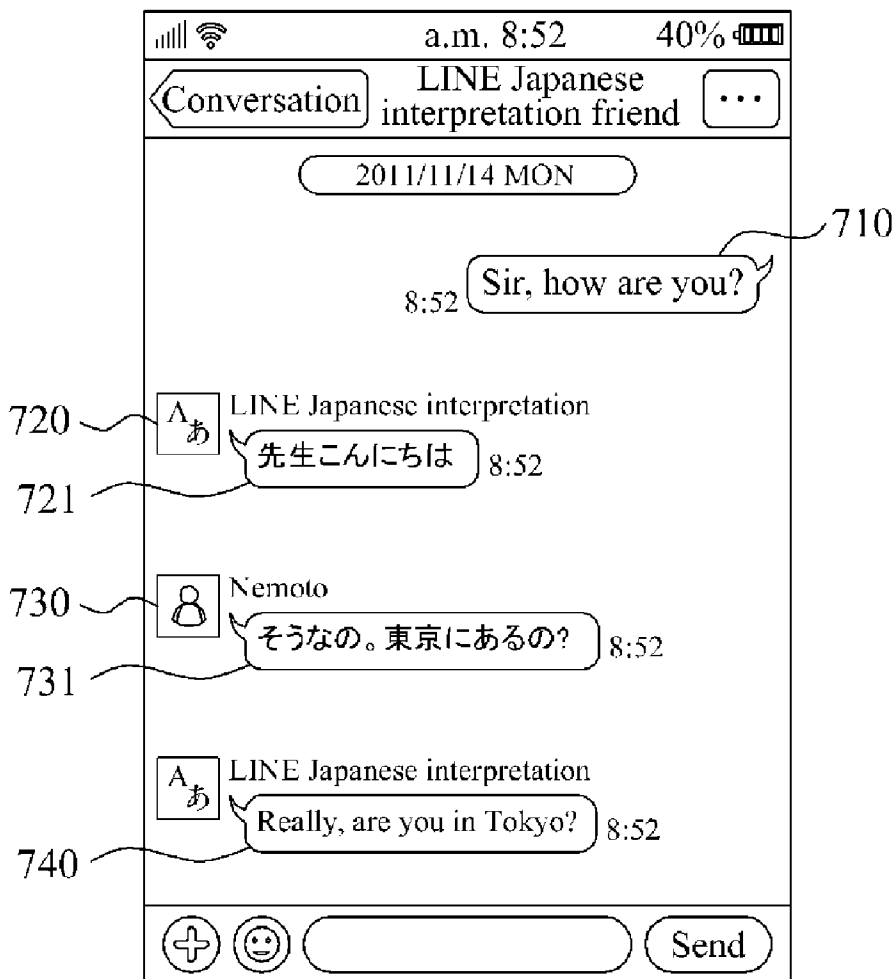 a.m. 8:52 40%
Conversation
LINE Japanese
interpretation friend
...
2011/11/14 MON
710
Sir, how are you?
8:52
720
A あ
LINE Japanese interpretation
先生こんにちは
8:52
721
730
Nemoto
そうなの。東京にあるの?
8:52
731
A あ
LINE Japanese interpretation
Really, are you in Tokyo?
8:52
740
Send